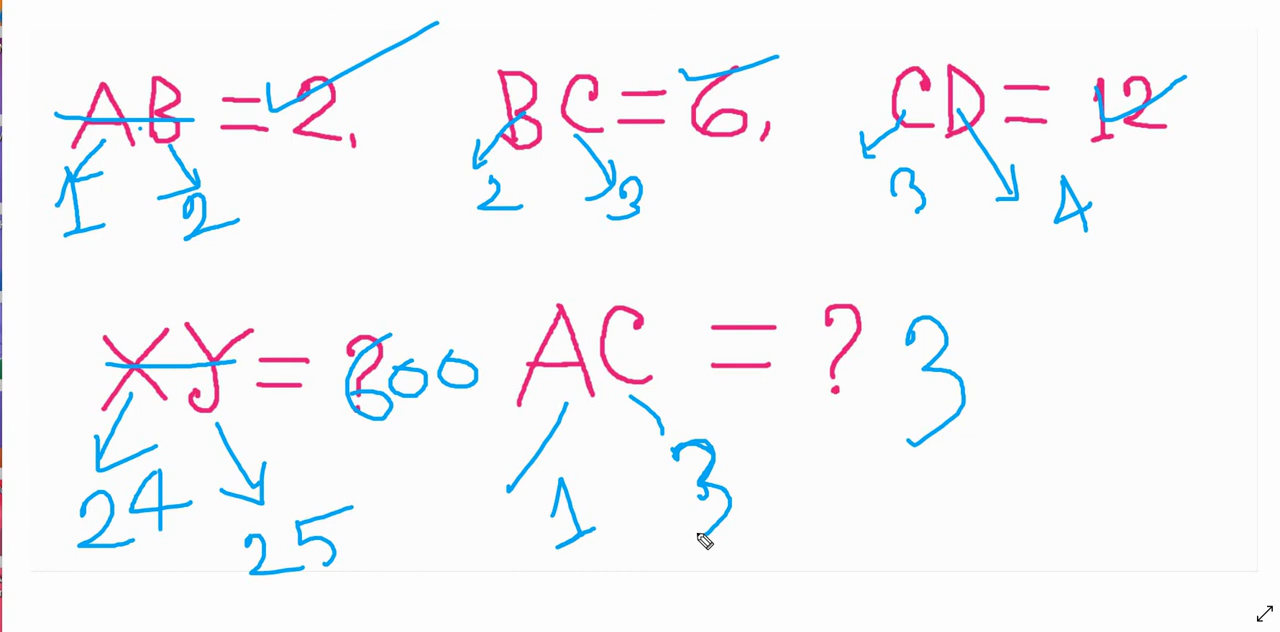 AB = 2, BC = 6, CD = 12
1 2 2 3 3 4
XY = ? 600 AC = ? 3
24 25 1 3